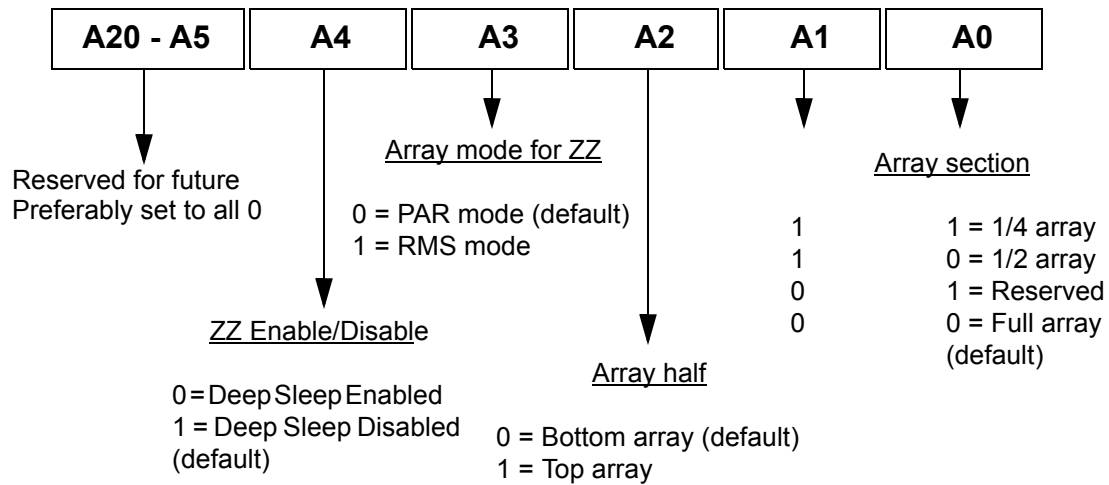 A20 - A5 A4 A3 A2 A1 A0
Reserved for future
Preferably set to all 0
Array mode for ZZ
0 = PAR mode (default)
1 = RMS mode
ZZ Enable/Disable
0 = Deep Sleep Enabled
1 = Deep Sleep Disabled
(default)
Array half
0 = Bottom array (default)
1 = Top array
Array section
1 1 = 1/4 array
1 0 = 1/2 array
0 1 = Reserved
0 0 = Full array
(default)